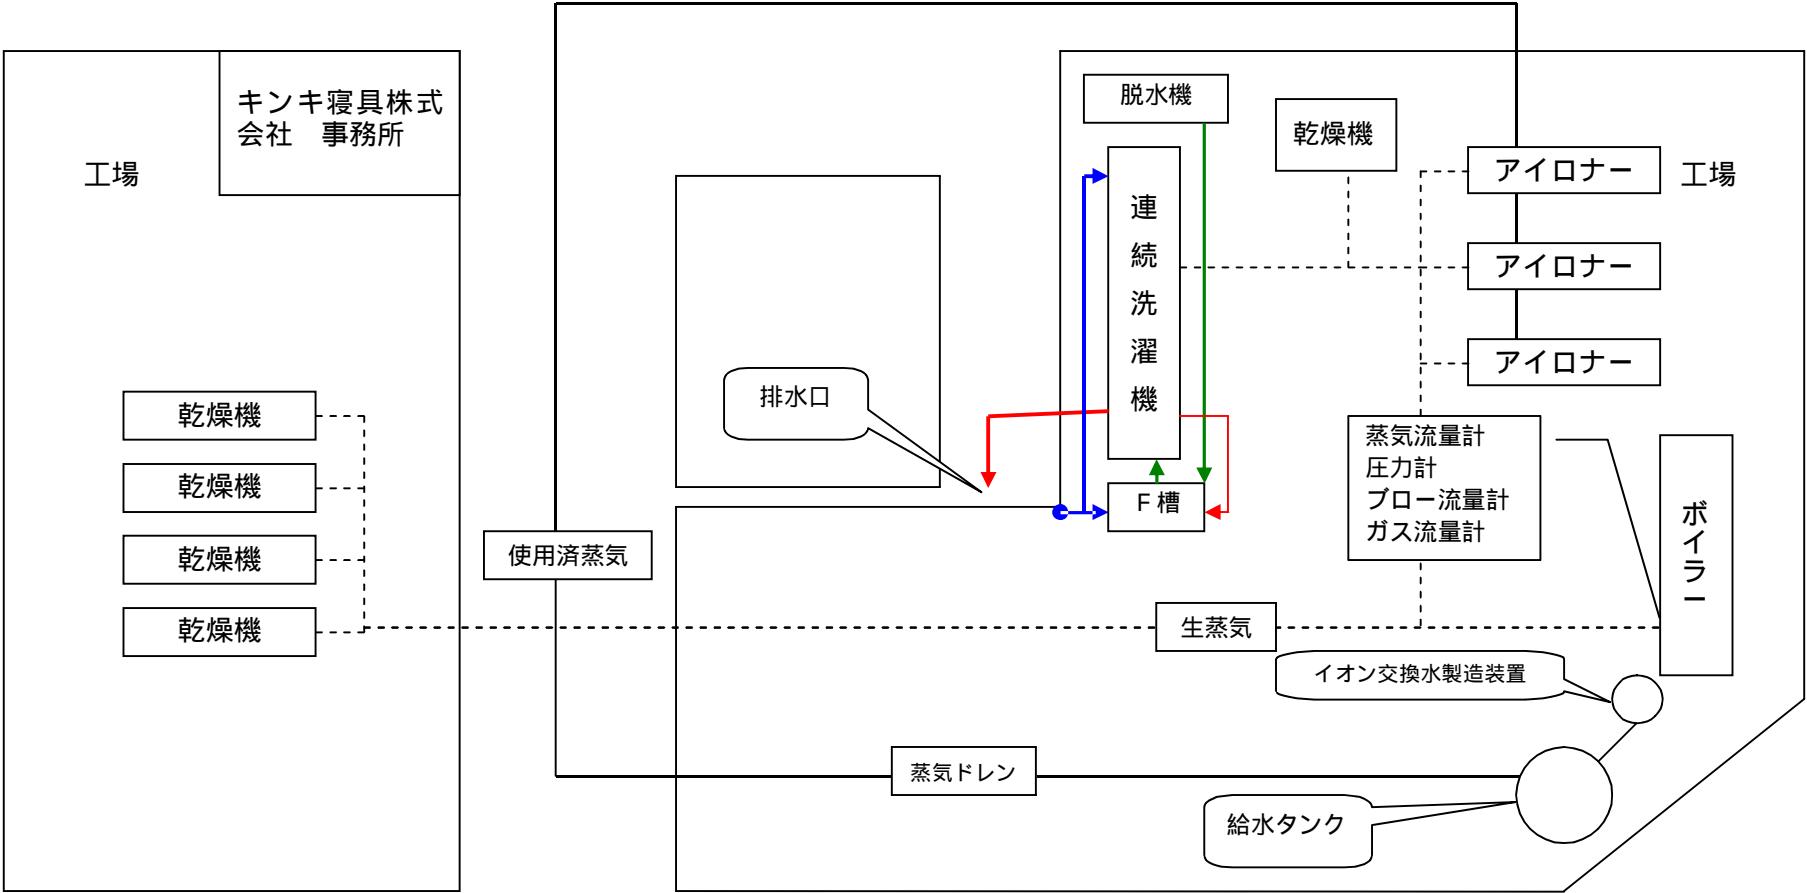 キンキ寝具株式
会社　事務所
工場
乾燥機
乾燥機
乾燥機
乾燥機
使用済蒸気
排水口
脱水機
連
続
洗
濯
機
F 槽
乾燥機
アイロナー
アイロナー
アイロナー
工場
蒸気流量計
圧力計
ブロー流量計
ガス流量計
ボイラー
生蒸気
イオン交換水製造装置
蒸気ドレン
給水タンク